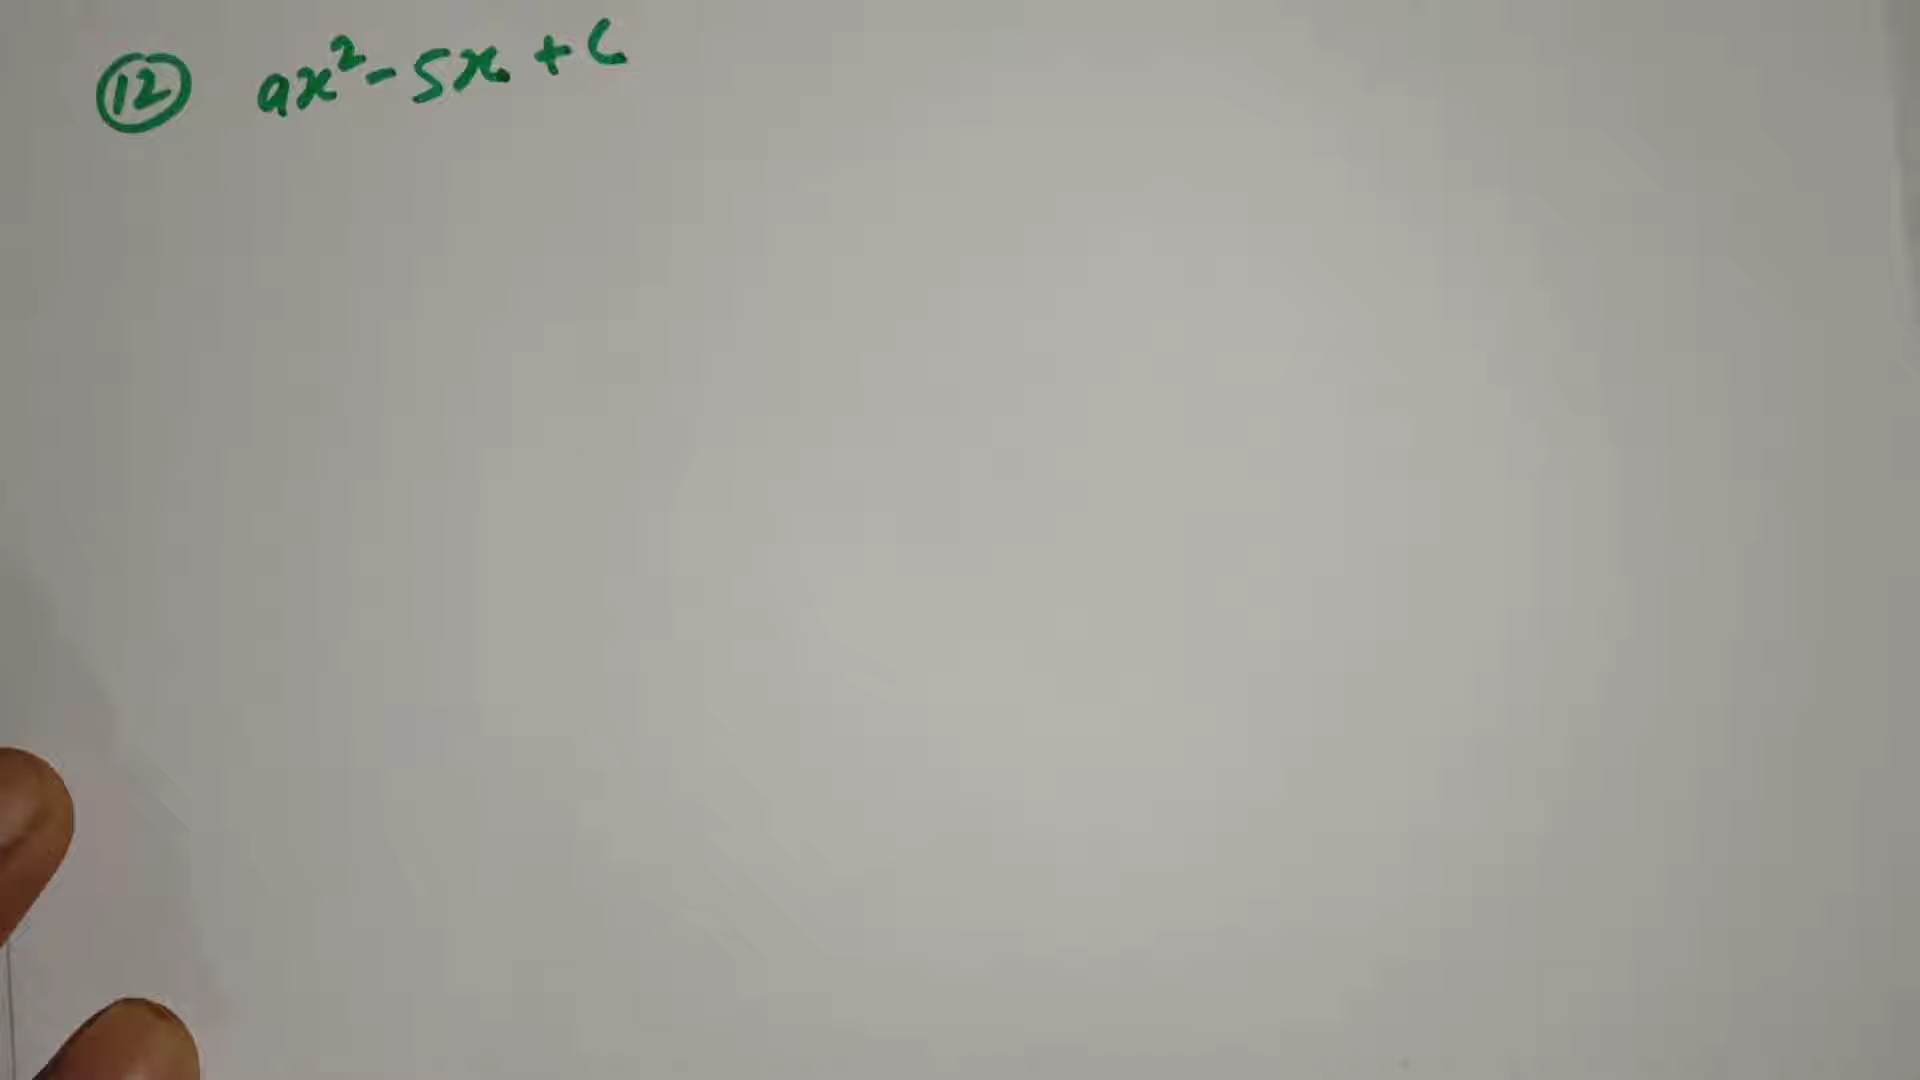 ⑫ ax² - 5x + c